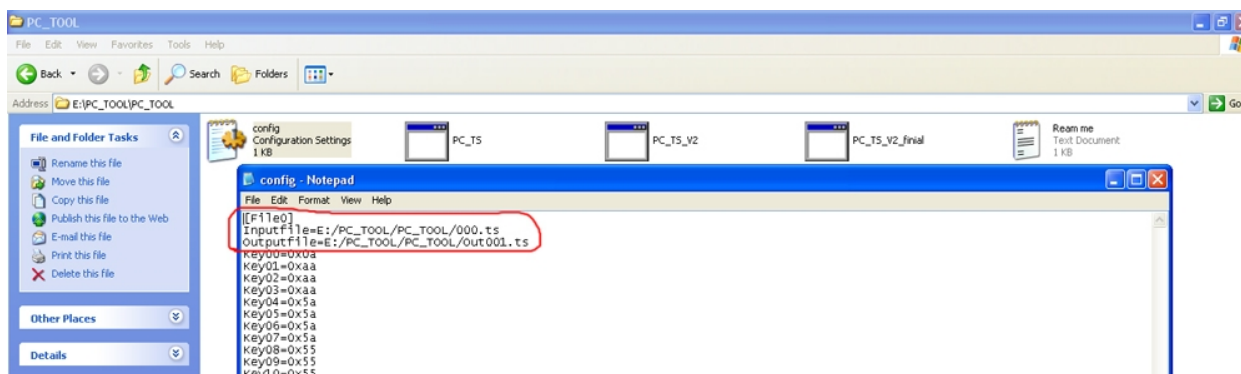 PC_TOOL
File Edit View Favorites Tools Help
Back Search Folders
Address E:\PC_TOOL\PC_TOOL Go
File and Folder Tasks
Rename this file
Move this file
Copy this file
Publish this file to the Web
E-mail this file
Print this file
Delete this file
Other Places
Details
config
Configuration Settings
1 KB
PC_TS
PC_TS_V2
PC_TS_V2_finial
Ream me
Text Document
1 KB
config - Notepad
File Edit Format View Help
[File0]
Inputfile=E:/PC_TOOL/PC_TOOL/000.ts
Outputfile=E:/PC_TOOL/PC_TOOL/Out001.ts
Key00=0x0a
Key01=0xaa
Key02=0xaa
Key03=0xaa
Key04=0x5a
Key05=0x5a
Key06=0x5a
Key07=0x5a
Key08=0x55
Key09=0x55
Key10=0x55